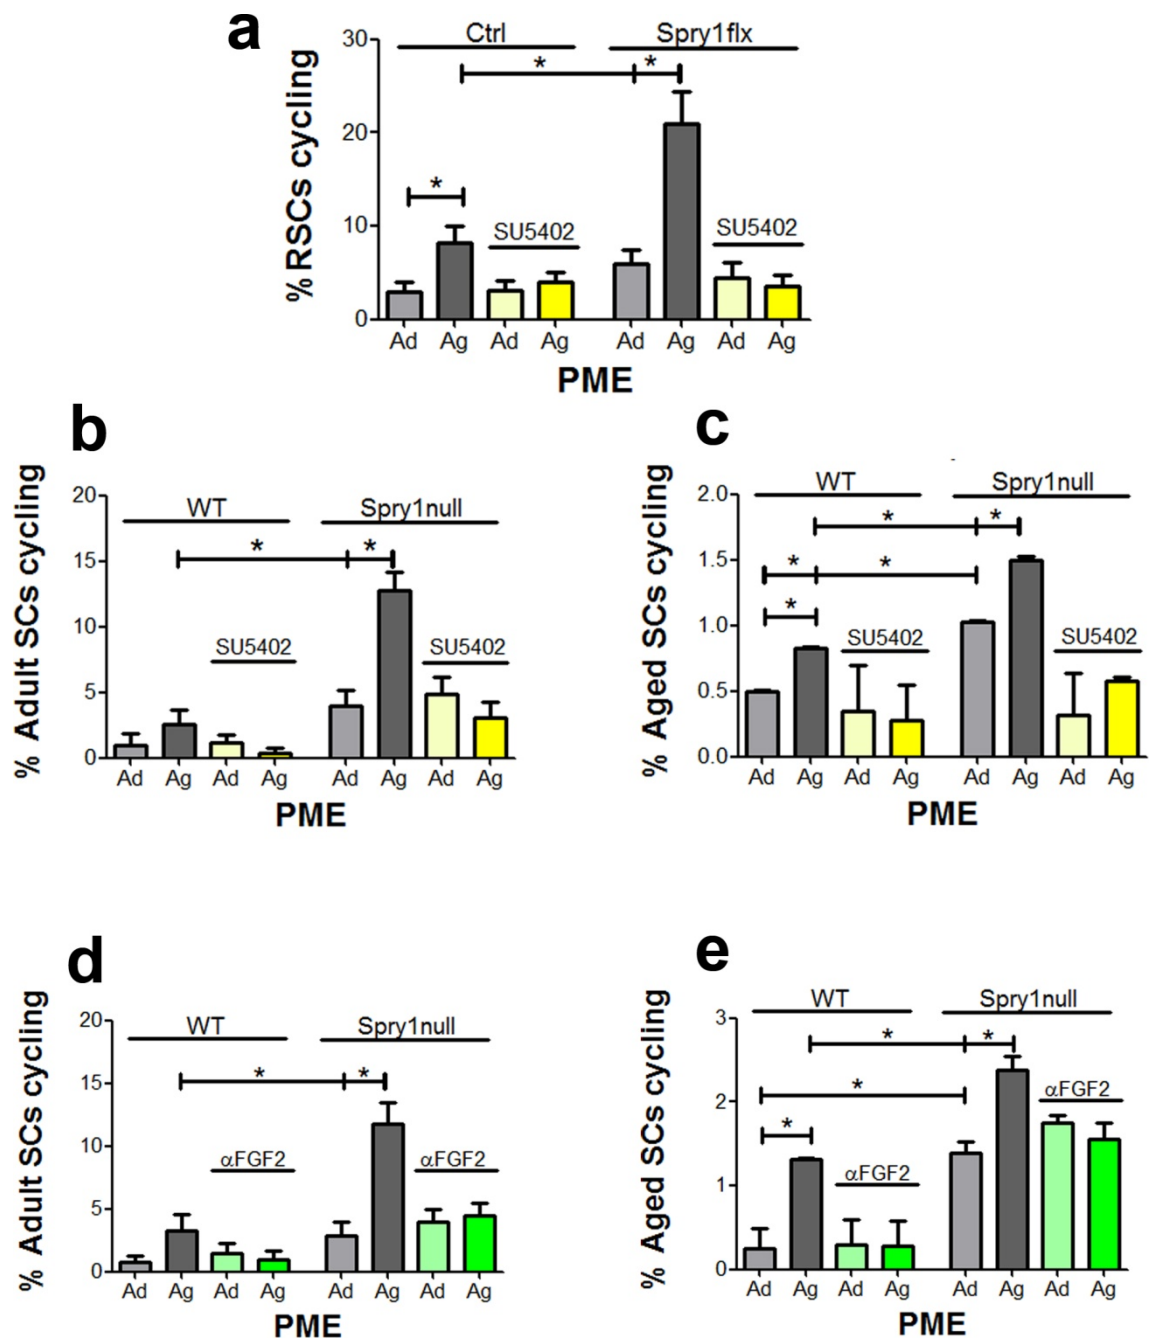 a
Ctrl Spry1flx
% RSCs cycling
30
20
10
0
* * *
SU5402 SU5402
Ad Ag Ad Ag Ad Ag Ad Ag
PME
b
WT Spry1null
% Adult SCs cycling
20
15
10
5
0
* *
SU5402 SU5402
Ad Ag Ad Ag Ad Ag Ad Ag
PME
c
WT Spry1null
% Aged SCs cycling
2.0
1.5
1.0
0.5
0.0
* *
* *
*
SU5402 SU5402
Ad Ag Ad Ag Ad Ag Ad Ag
PME
d
WT Spry1null
% Adult SCs cycling
20
15
10
5
0
* *
αFGF2 αFGF2
Ad Ag Ad Ag Ad Ag Ad Ag
PME
e
WT Spry1null
% Aged SCs cycling
3
2
1
0
* *
*
*
αFGF2 αFGF2
Ad Ag Ad Ag Ad Ag Ad Ag
PME